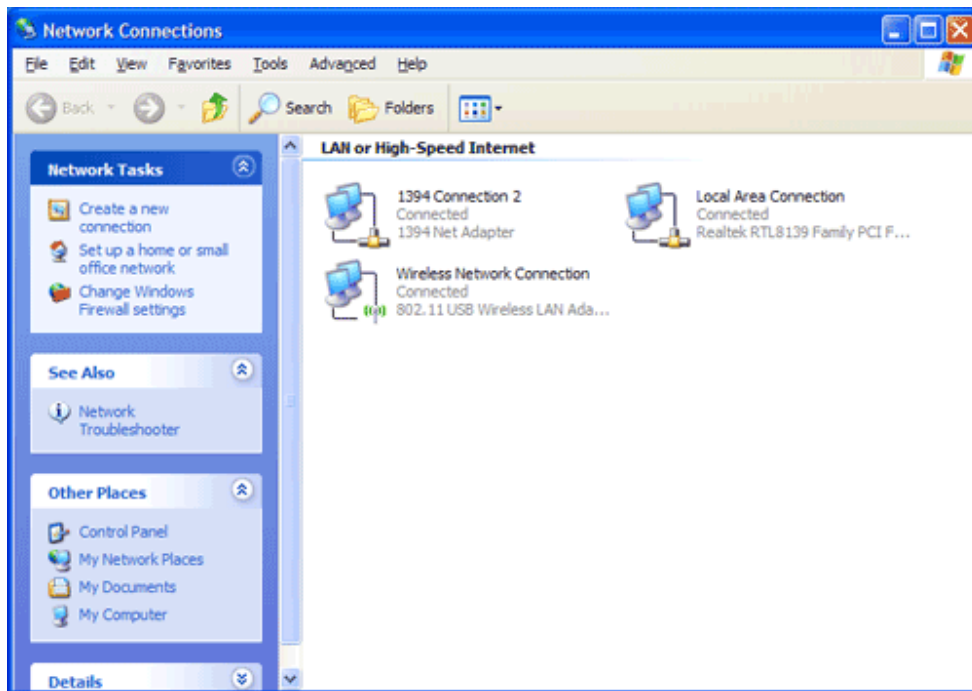 Network Connections
File Edit View Favorites Tools Advanced Help
Back Search Folders
Network Tasks
Create a new
connection
Set up a home or small
office network
Change Windows
Firewall settings
See Also
Network
Troubleshooter
Other Places
Control Panel
My Network Places
My Documents
My Computer
Details
LAN or High-Speed Internet
1394 Connection 2
Connected
1394 Net Adapter
Local Area Connection
Connected
Realtek RTL8139 Family PCI F...
Wireless Network Connection
Connected
802.11 USB Wireless LAN Ada...